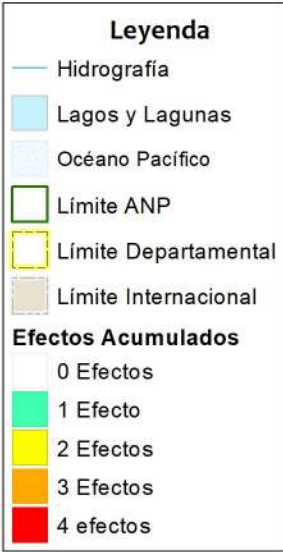 Leyenda
Hidrografía
Lagos y Lagunas
Océano Pacífico
Límite ANP
Límite Departamental
Límite Internacional
Efectos Acumulados
0 Efectos
1 Efecto
2 Efectos
3 Efectos
4 efectos